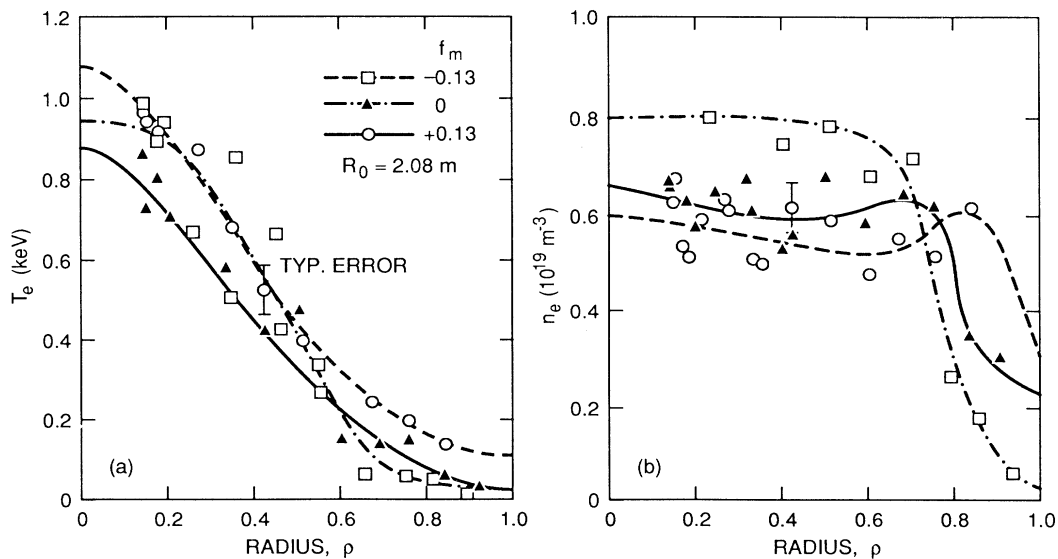 1.2
1.0
0.8
0.6
0.4
0.2
0
T_e (keV)
f_m
−0.13
0
+0.13
R_0 = 2.08 m
TYP. ERROR
(a)
0 0.2 0.4 0.6 0.8 1.0
RADIUS, ρ
1.0
0.8
0.6
0.4
0.2
0
n_e (10^19 m^-3)
(b)
0 0.2 0.4 0.6 0.8 1.0
RADIUS, ρ